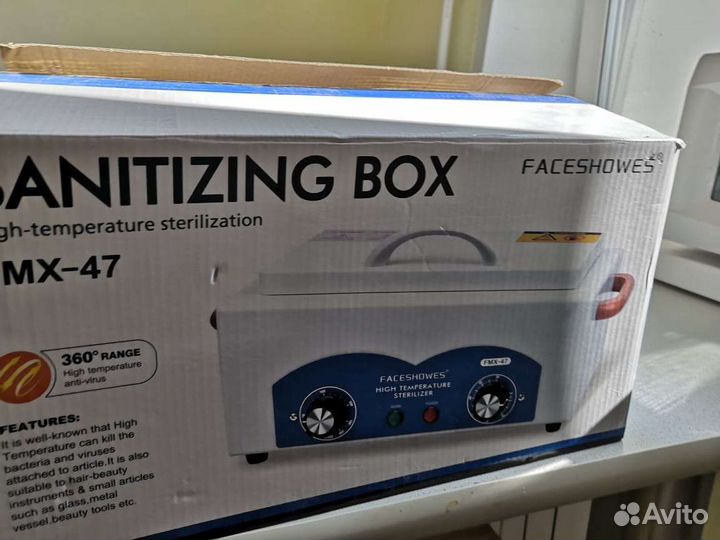 SANITIZING BOX
FACESHOWES®
gh-temperature sterilization
FMX-47
360° RANGE
High temperature
anti-virus
FEATURES:
It is well-known that High
Temperature can kill the
bacteria and viruses
attached to article.It is also
suitable to hair-beauty
instruments & small articles
such as glass,metal
vessel,beauty tools etc.
FMX-47
FACESHOWES®
HIGH TEMPERATURE
STERILIZER
Avito